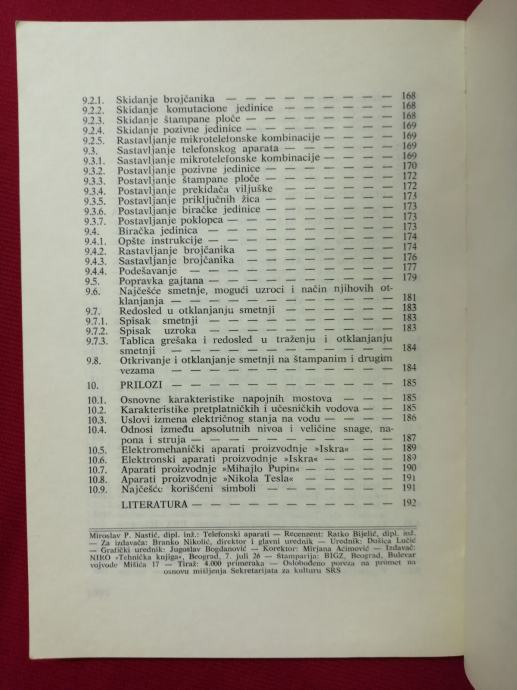 9.2.1. Skidanje brojčanika — — — — — — — — — 168
9.2.2. Skidanje komutacione jedinice — — — — — — 168
9.2.3. Skidanje štampane ploče — — — — — — — — 168
9.2.4. Skidanje pozivne jedinice — — — — — — — — 169
9.2.5. Rastavljanje mikrotelefonske kombinacije — — — — 169
9.3. Sastavljanje telefonskog aparata — — — — — — 169
9.3.1. Sastavljanje mikrotelefonske kombinacije — — — — 169
9.3.2. Postavljanje pozivne jedinice — — — — — — — 170
9.3.3. Postavljanje štampane ploče — — — — — — — 172
9.3.4. Postavljanje prekidača viljuške — — — — — — 172
9.3.5. Postavljanje priključnih žica — — — — — — — 173
9.3.6. Postavljanje biračke jedinice — — — — — — — 173
9.3.7. Postavljanje poklopca — — — — — — — — — 173
9.4. Biračka jedinica — — — — — — — — — — 173
9.4.1. Opšte instrukcije — — — — — — — — — — 174
9.4.2. Rastavljanje brojčanika — — — — — — — — 174
9.4.3. Sastavljanje brojčanika — — — — — — — — 176
9.4.4. Podešavanje — — — — — — — — — — — 177
9.5. Popravka gajtana — — — — — — — — — — 179
9.6. Najčešće smetnje, mogući uzroci i način njihovih ot-
klanjanja — — — — — — — — — — — — 181
9.7. Redosled u otklanjanju smetnji — — — — — — 183
9.7.1. Spisak smetnji — — — — — — — — — — — 183
9.7.2. Spisak uzroka — — — — — — — — — — — 183
9.7.3. Tablica grešaka i redosled u traženju i otklanjanju
smetnji — — — — — — — — — — — — — 184
9.8. Otkrivanje i otklanjanje smetnji na štampanim i drugim
vezama — — — — — — — — — — — — — 184
10. PRILOZI — — — — — — — — — — — — 185
10.1. Osnovne karakteristike napojnih mostova — — — — 185
10.2. Karakteristike pretplatničkih i učesničkih vodova — — 185
10.3. Uslovi izmena električnog stanja na vodu — — — — 186
10.4. Odnosi između apsolutnih nivoa i veličine snage, na-
pona i struja — — — — — — — — — — — 187
10.5. Elektromehanički aparati proizvodnje »Iskra« — — — 189
10.6. Elektronski aparati proizvodnje »Iskra« — — — — 189
10.7. Aparati proizvodnje »Mihajlo Pupin« — — — — — 190
10.8. Aparati proizvodnje »Nikola Tesla« — — — — — 191
10.9. Najčešće korišćeni simboli — — — — — — — — 191
LITERATURA — — — — — — — — — — — 192
Miroslav P. Nastić, dipl. inž.: Telefonski aparati — Recenzent: Ratko Bijelić, dipl. inž.
— Za izdavača: Branko Nikolić, direktor i glavni urednik — Urednik: Dušica Lučić
— Grafički urednik: Jugoslav Bogdanović — Korektor: Mirjana Aćimović — Izdavač:
NIRO »Tehnička knjiga«, Beograd, 7. juli 26 — Štamparija: BIGZ, Beograd, Bulevar
vojvode Mišića 17 — Tiraž: 4.000 primeraka — Oslobođeno poreza na promet na
osnovu mišljenja Sekretarijata za kulturu SRS